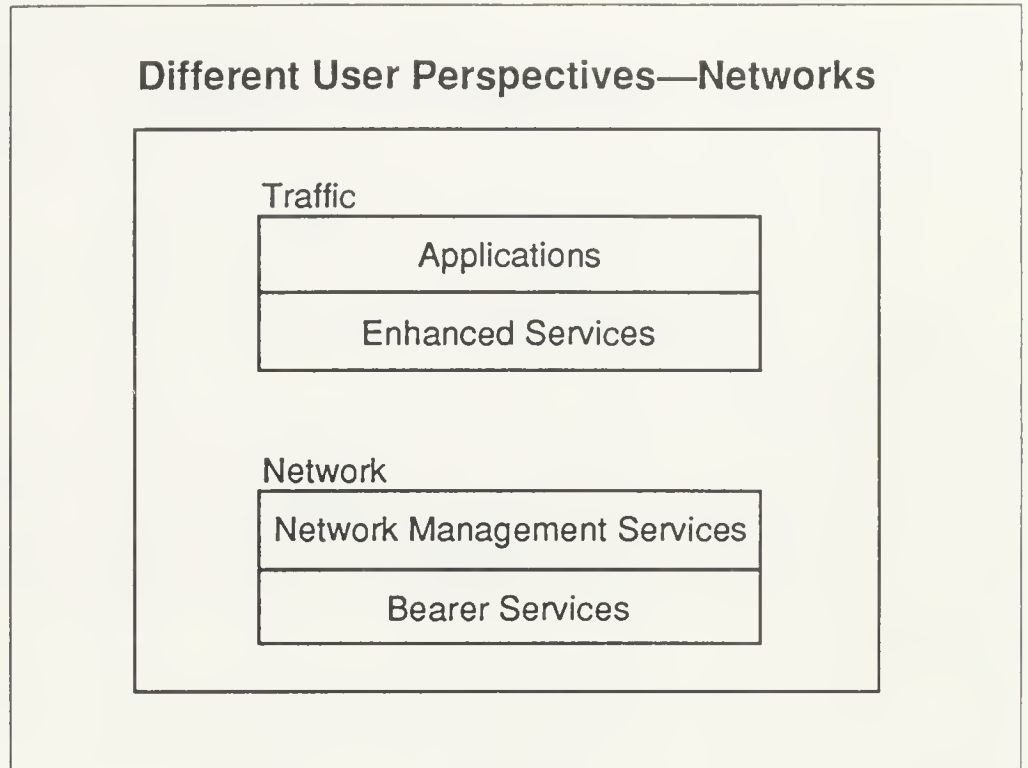 Different User Perspectives—Networks
Traffic
Applications
Enhanced Services
Network
Network Management Services
Bearer Services